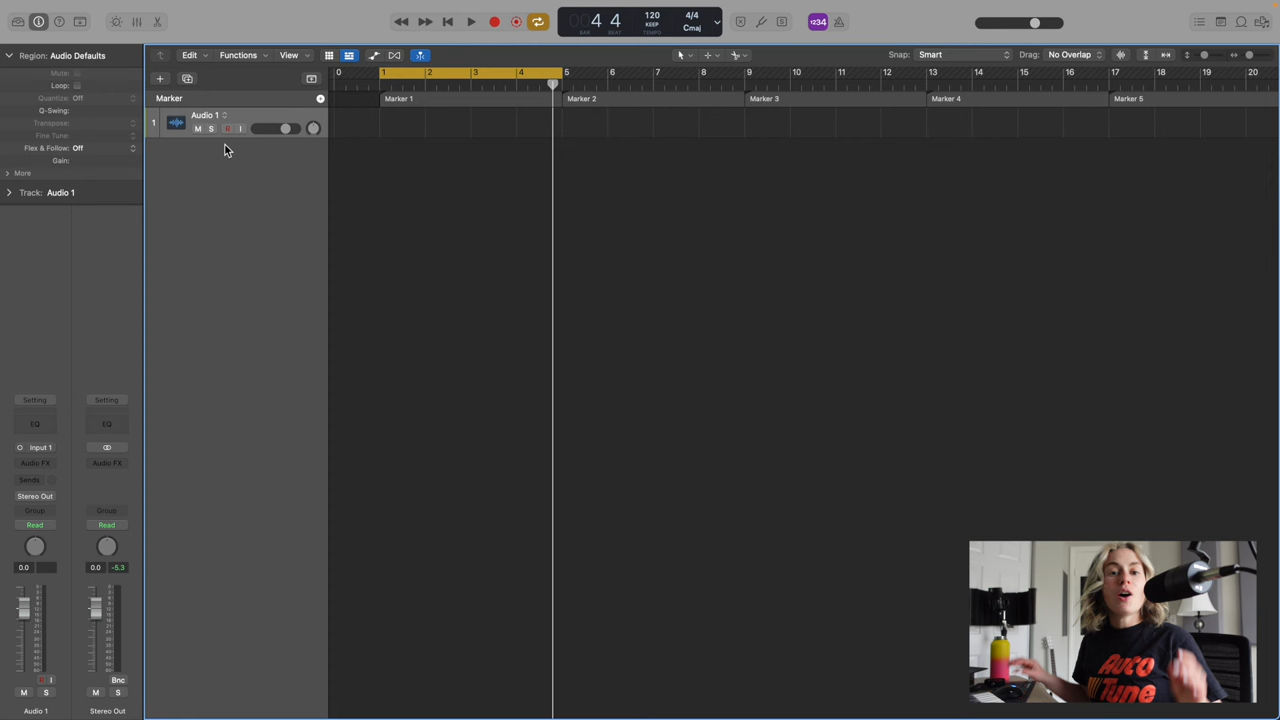 4 4
BAR BEAT
120
KEEP
TEMPO
4/4
Cmaj
1234
Region: Audio Defaults
Edit
Functions
View
Snap: Smart
Drag: No Overlap
Mute:
Loop:
Quantize: Off
Q-Swing:
Transpose:
Fine Tune:
Flex & Follow: Off
Gain:
More
Track: Audio 1
0 1 2 3 4 5 6 7 8 9 10 11 12 13 14 15 16 17 18 19 20
Marker
Marker 1
Marker 2
Marker 3
Marker 4
Marker 5
1
Audio 1
M S R I
Setting Setting
EQ EQ
Input 1
Audio FX Audio FX
Sends
Stereo Out
Group Group
Read Read
0.0 0.0 -5.3
R I Bnc
M S M S
Audio 1 Stereo Out
AUTO
TUNE